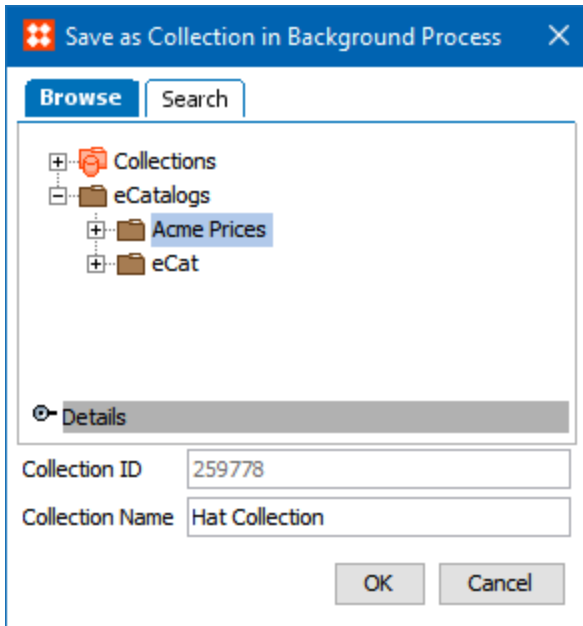 Save as Collection in Background Process
Browse Search
Collections
eCatalogs
Acme Prices
eCat
Details
Collection ID 259778
Collection Name Hat Collection
OK Cancel